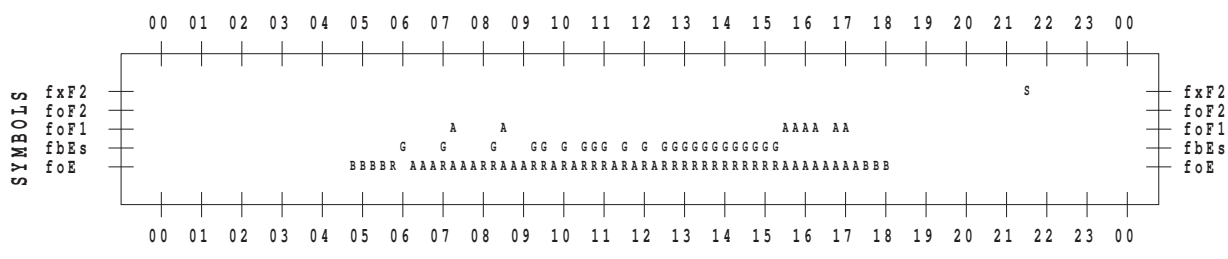 00 01 02 03 04 05 06 07 08 09 10 11 12 13 14 15 16 17 18 19 20 21 22 23 00
SYMBOLS
fxF2 S fxF2
foF2 foF2
foF1 A A AAAA AA foF1
fbEs G G G GG G GGG G G GGGGGGGGGGGG fbEs
foE BBBBR AAARAAARRAAARRARARRRARARARRRRRRRRRRRRAAAAAAAABBB foE
00 01 02 03 04 05 06 07 08 09 10 11 12 13 14 15 16 17 18 19 20 21 22 23 00